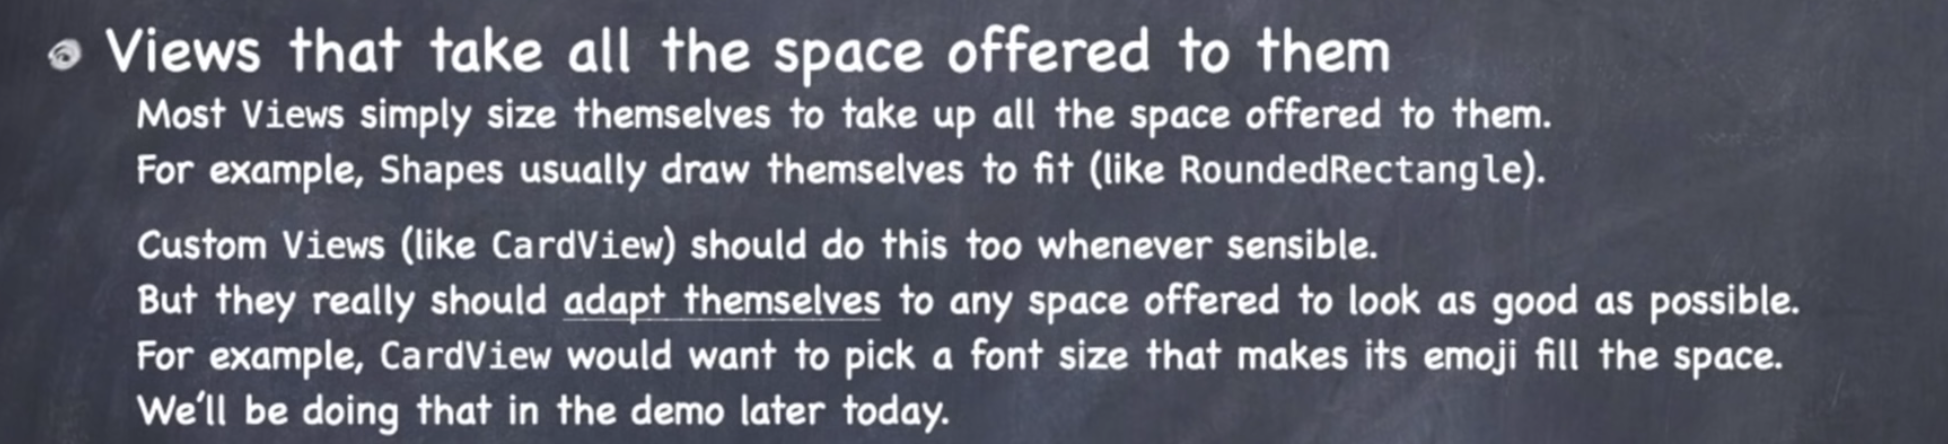 Views that take all the space offered to them
Most Views simply size themselves to take up all the space offered to them.
For example, Shapes usually draw themselves to fit (like RoundedRectangle).
Custom Views (like CardView) should do this too whenever sensible.
But they really should adapt themselves to any space offered to look as good as possible.
For example, CardView would want to pick a font size that makes its emoji fill the space.
We'll be doing that in the demo later today.